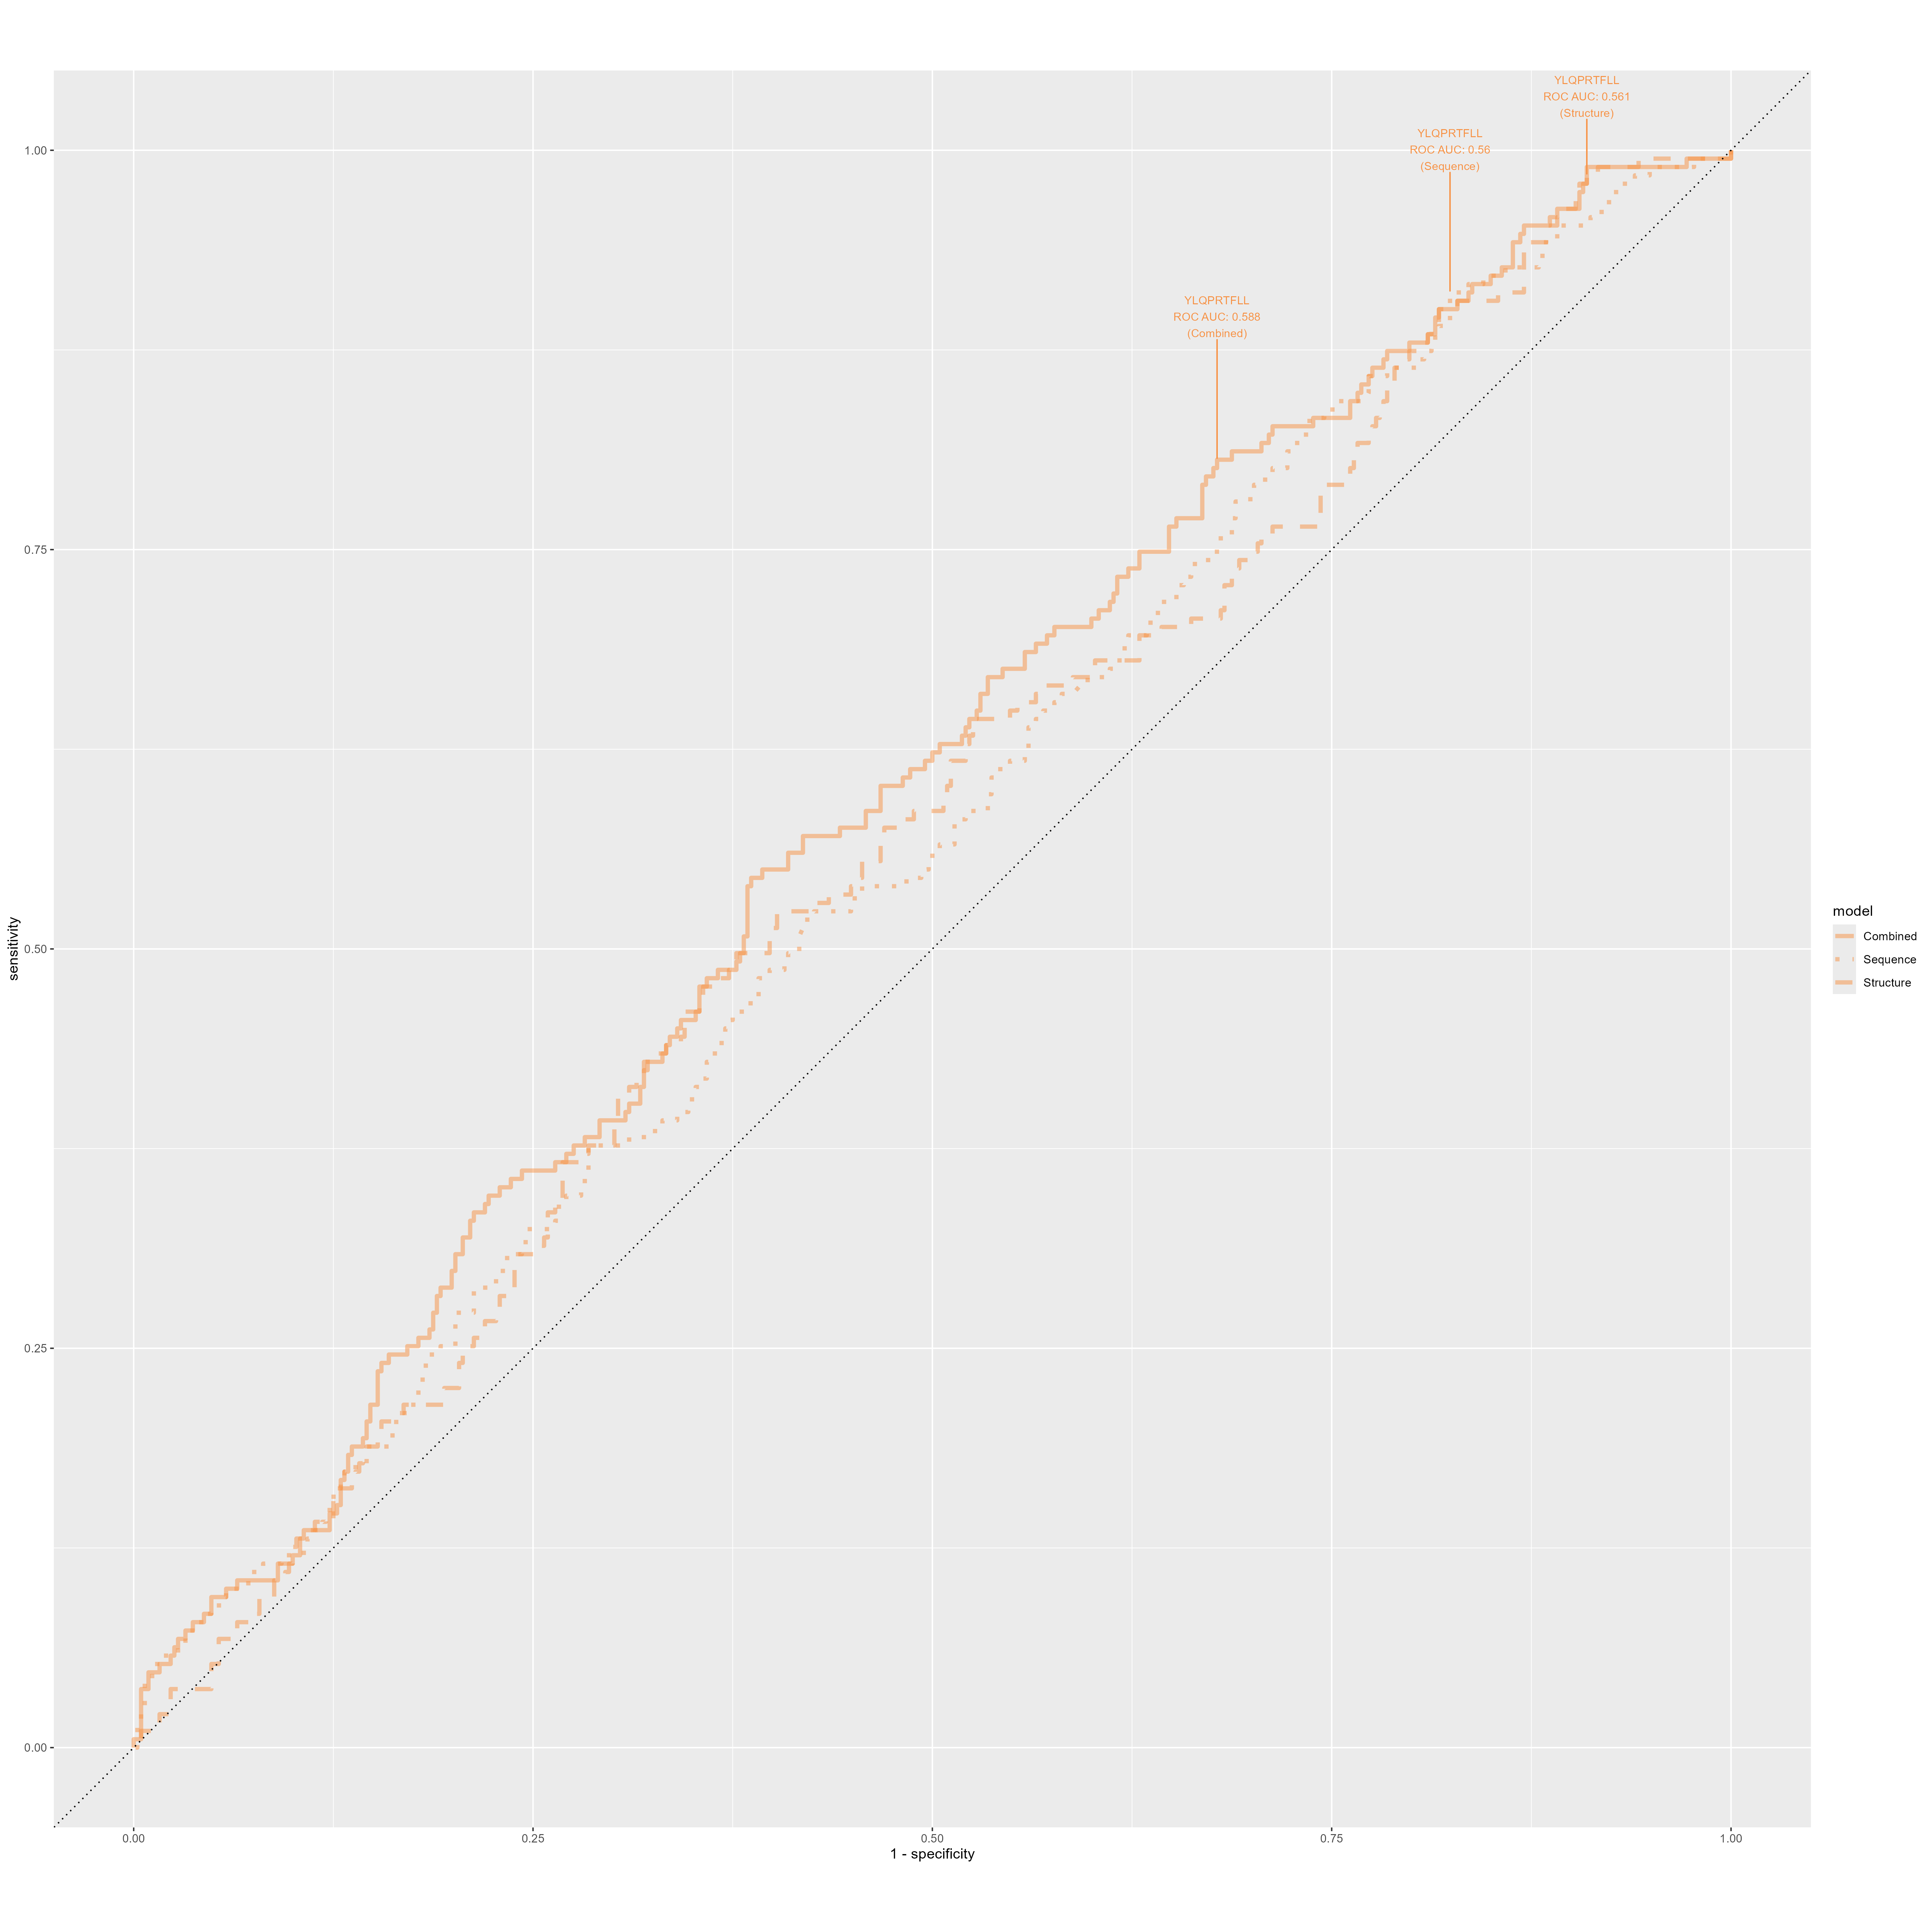 YLQPRTFLL
ROC AUC: 0.561
(Structure)
YLQPRTFLL
ROC AUC: 0.56
(Sequence)
YLQPRTFLL
ROC AUC: 0.588
(Combined)
1.00
0.75
0.50
0.25
0.00
sensitivity
0.00
0.25
0.50
0.75
1.00
1 - specificity
model
Combined
Sequence
Structure